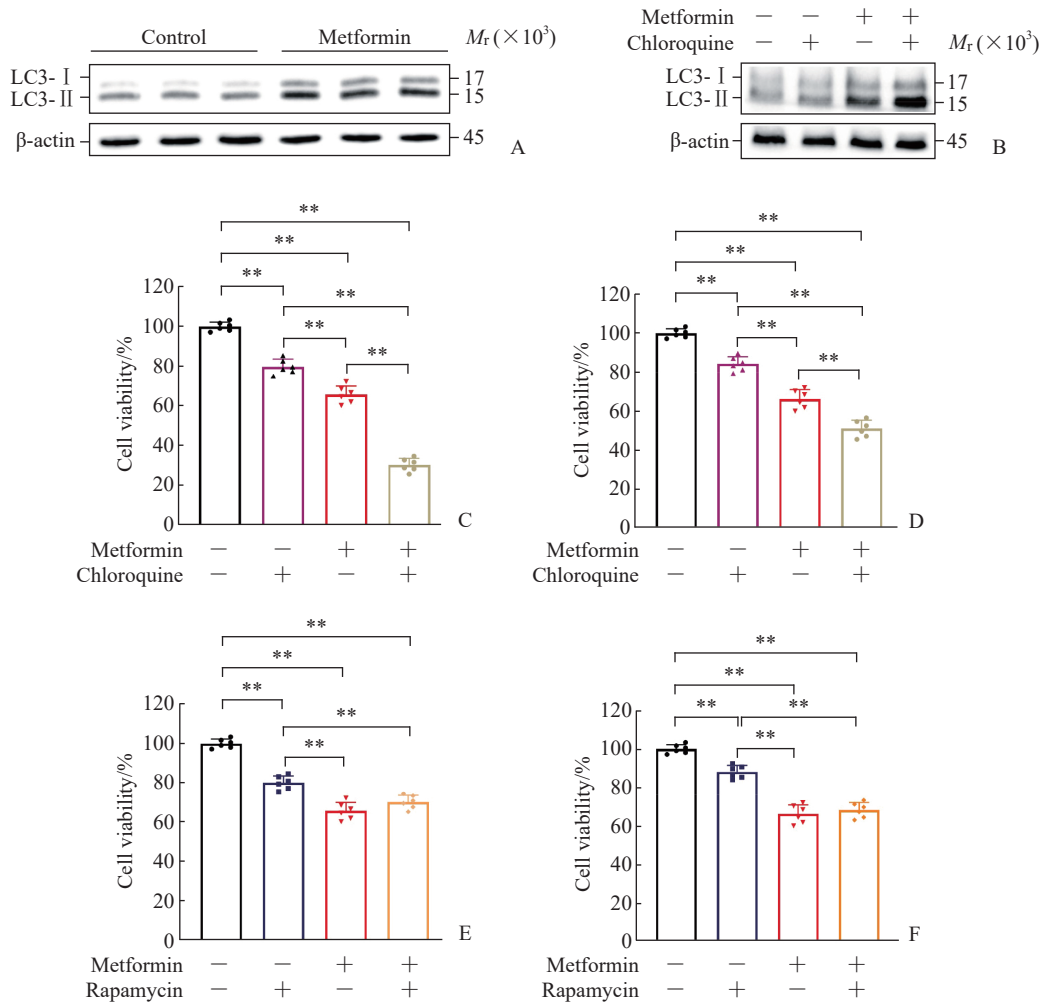 Control Metformin Mr (×10³)
LC3-Ⅰ 17
LC3-Ⅱ 15
β-actin 45
A
Metformin − − + +
Chloroquine − + − + Mr (×10³)
LC3-Ⅰ 17
LC3-Ⅱ 15
β-actin 45
B
**
**
** **
**
**
120
100
80
60
40
20
0
Cell viability/%
C
Metformin − − + +
Chloroquine − + − +
**
**
** **
**
**
120
100
80
60
40
20
0
Cell viability/%
D
Metformin − − + +
Chloroquine − + − +
**
**
**
**
**
120
100
80
60
40
20
0
Cell viability/%
E
Metformin − − + +
Rapamycin − + − +
**
**
** **
**
120
100
80
60
40
20
0
Cell viability/%
F
Metformin − − + +
Rapamycin − + − +